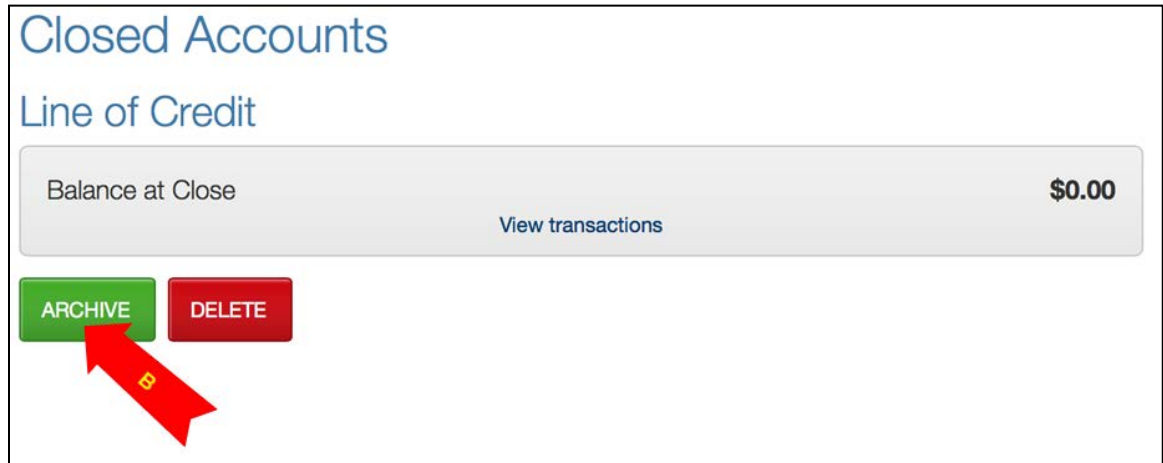 Closed Accounts
Line of Credit
Balance at Close $0.00
View transactions
ARCHIVE DELETE
B